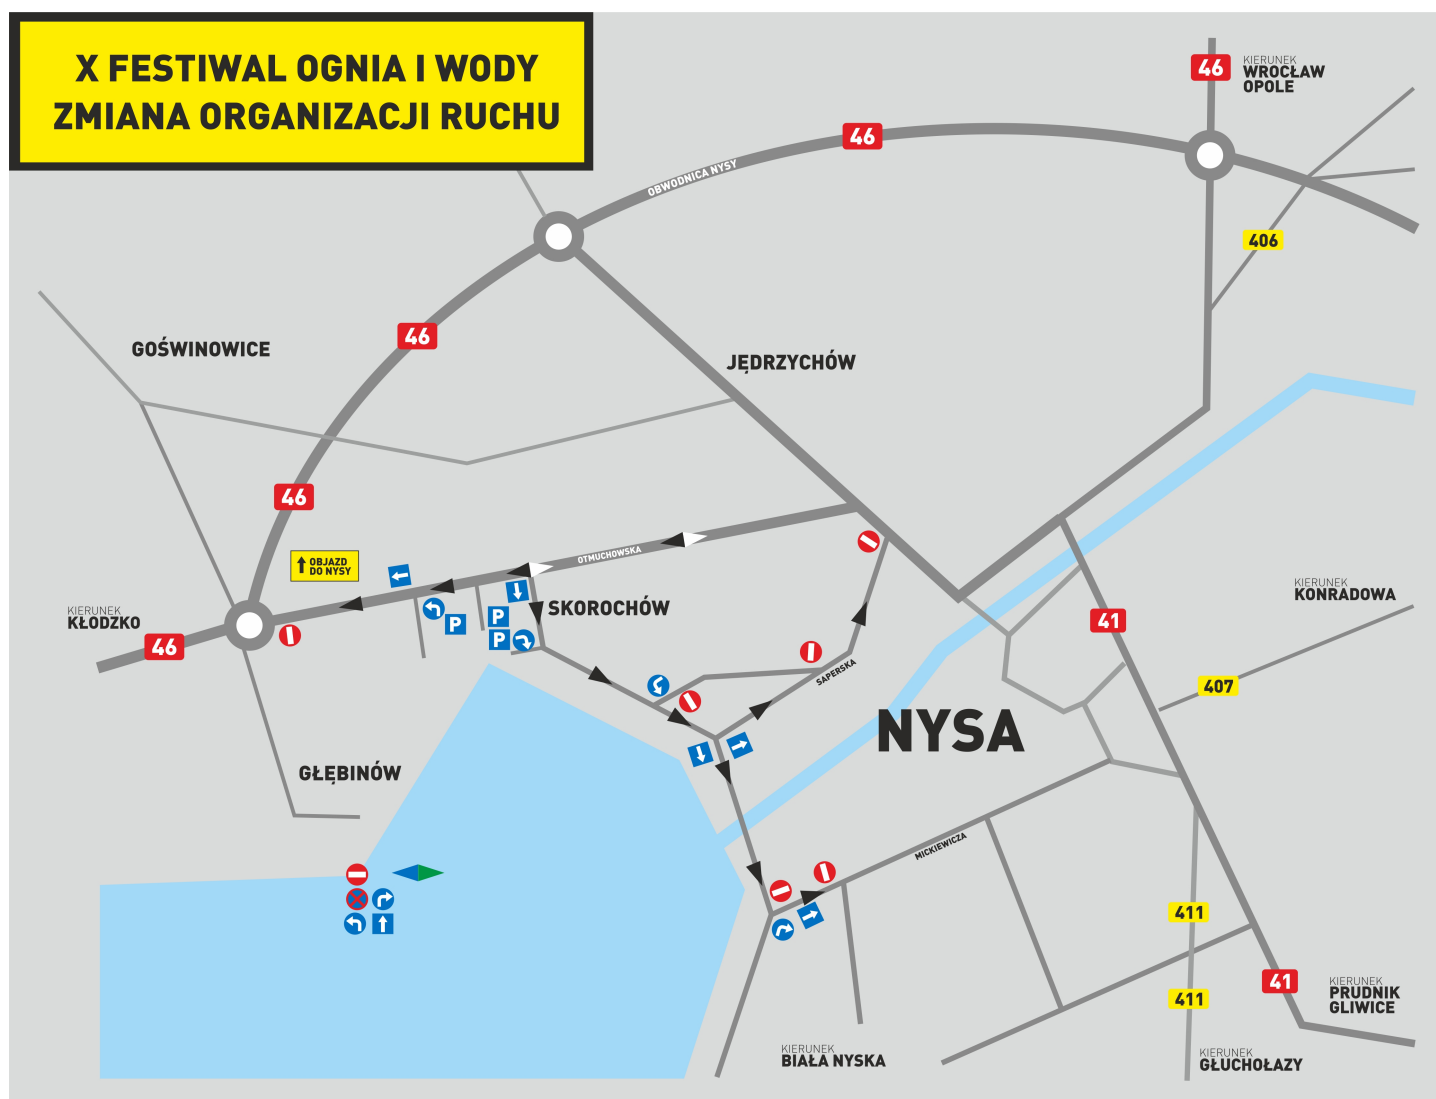 X FESTIWAL OGNIA I WODY
ZMIANA ORGANIZACJI RUCHU
46
KIERUNEK
WROCŁAW
OPOLE
46
OBWODNICA NYSY
406
46
GOŚWINOWICE
JĘDRZYCHÓW
46
OTMUCHOWSKA
OBJAZD
DO NYSY
KIERUNEK
KŁODZKO
46
P
P
P
SKOROCHÓW
KIERUNEK
KONRADOWA
41
407
SAPERSKA
NYSA
GŁĘBINÓW
MICKIEWICZA
411
41
411
KIERUNEK
PRUDNIK
GLIWICE
KIERUNEK
BIAŁA NYSKA
KIERUNEK
GŁUCHOŁAZY